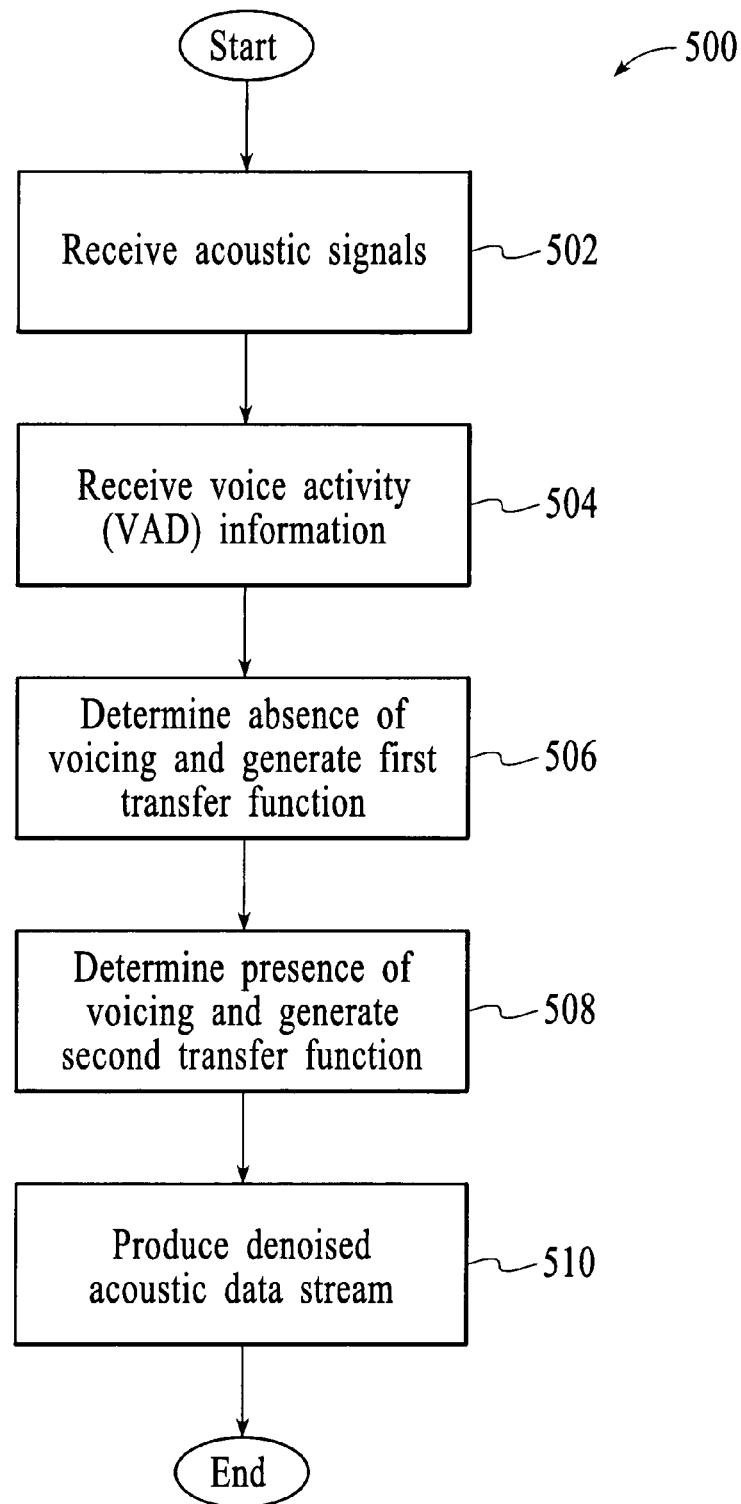 Start
500
Receive acoustic signals
502
Receive voice activity
(VAD) information
504
Determine absence of
voicing and generate first
transfer function
506
Determine presence of
voicing and generate
second transfer function
508
Produce denoised
acoustic data stream
510
End